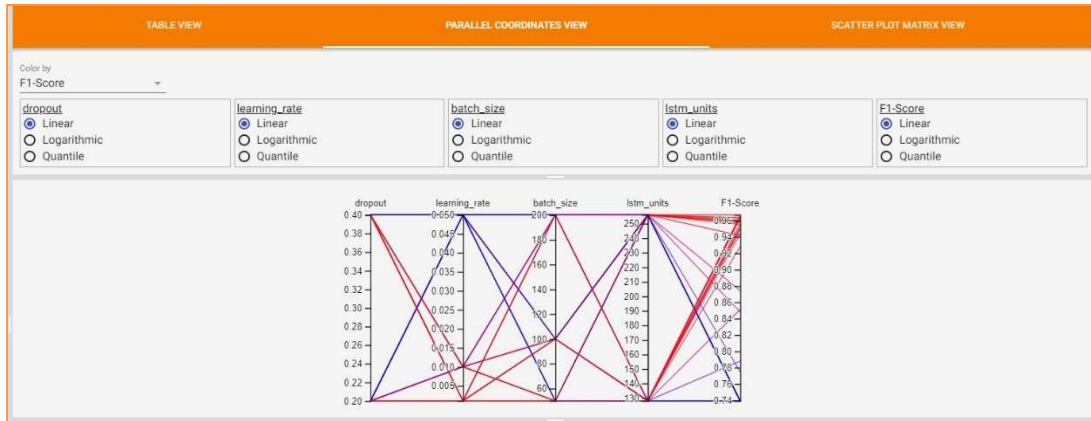 TABLE VIEW PARALLEL COORDINATES VIEW SCATTER PLOT MATRIX VIEW
Color by
F1-Score
dropout learning_rate batch_size lstm_units F1-Score
Linear Linear Linear Linear Linear
Logarithmic Logarithmic Logarithmic Logarithmic Logarithmic
Quantile Quantile Quantile Quantile Quantile
dropout learning_rate batch_size lstm_units F1-Score
0.40 0.050 200
0.96
0.38 0.045 180 250 0.94
0.36 0.040 240 0.92
0.34 0.035 160 230 0.90
0.32 220 0.88
0.30 0.030 140 210 0.86
0.28 0.025 200 0.84
0.26 0.020 120 190 0.82
0.24 0.015 100 180 0.80
0.22 0.010 80 170 0.78
0.20 0.005 60 160 0.76
150 0.74
140
130